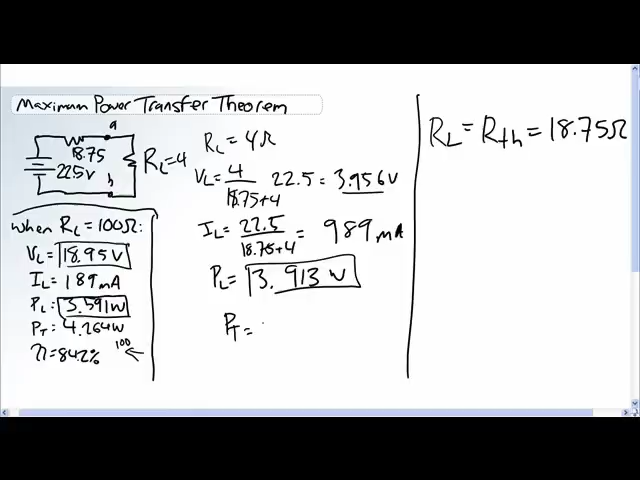 Maximum Power Transfer Theorem
a
18.75
22.5v
RL=4
b
when RL=100Ω:
VL= 18.95V
IL= 189mA
PL= 3.591W
PT= 4.264W
η=84.2%
100
RL=4Ω
VL= 4/18.75+4 22.5 = 3.956V
IL= 22.5/18.75+4 = 989mA
PL= 3.913 W
PT=
RL=Rth=18.75Ω